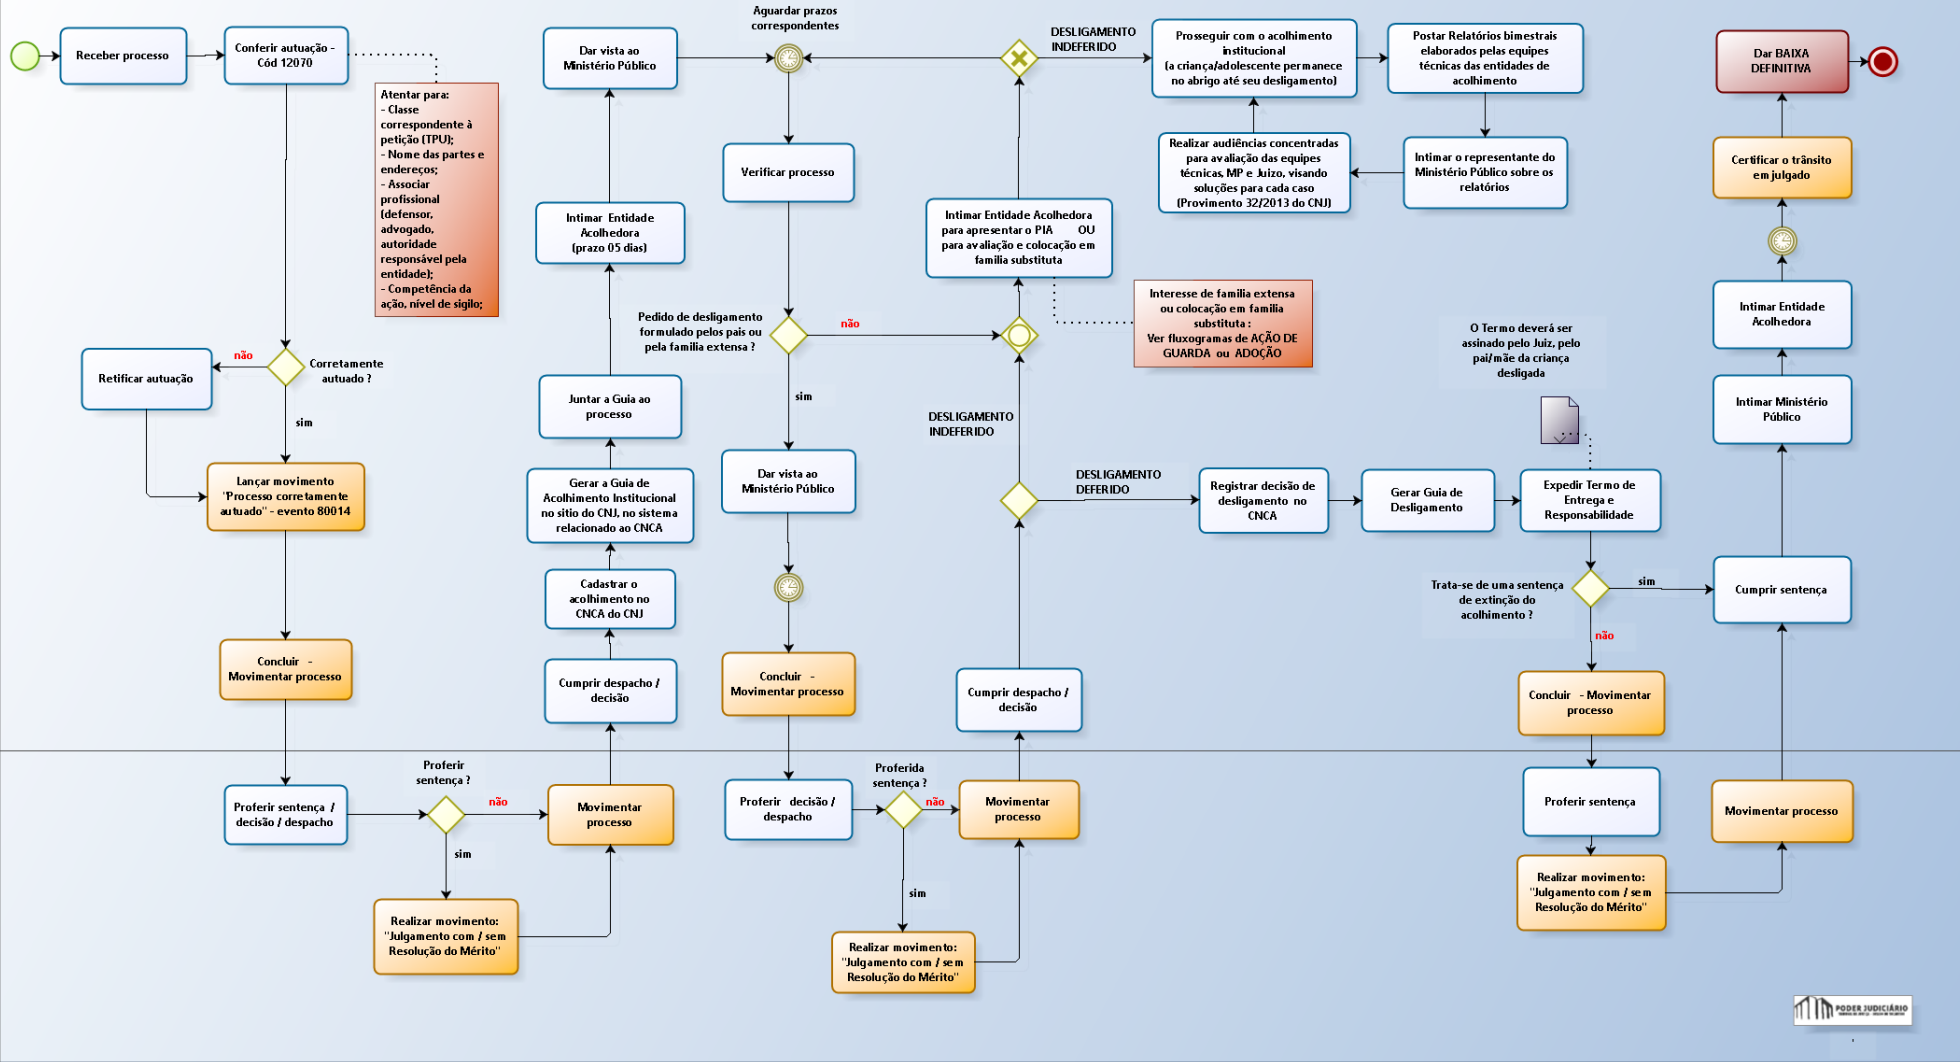 Receber processo
Conferir autuação -
Cód 12070
Atentar para:
- Classe
correspondente à
petição (TPU);
- Nome das partes e
endereços;
- Associar
profissional
(defensor,
advogado,
autoridade
responsável pela
entidade);
- Competência da
ação, nível de sigilo;
Corretamente
autuado ?
não
sim
Retificar autuação
Lançar movimento
"Processo corretamente
autuado" - evento 80014
Concluir -
Movimentar processo
Proferir sentença /
decisão / despacho
Proferir
sentença ?
não
sim
Realizar movimento:
"Julgamento com / sem
Resolução do Mérito"
Movimentar
processo
Cumprir despacho /
decisão
Cadastrar o
acolhimento no
CNCA do CNJ
Gerar a Guia de
Acolhimento Institucional
no sitio do CNJ, no sistema
relacionado ao CNCA
Juntar a Guia ao
processo
Intimar Entidade
Acolhedora
(prazo 05 dias)
Dar vista ao
Ministério Público
Aguardar prazos
correspondentes
Verificar processo
Pedido de desligamento
formulado pelos pais ou
pela familia extensa ?
não
sim
Dar vista ao
Ministério Público
Concluir -
Movimentar processo
Proferir decisão /
despacho
Proferida
sentença ?
não
sim
Realizar movimento:
"Julgamento com / sem
Resolução do Mérito"
Movimentar
processo
Cumprir despacho /
decisão
DESLIGAMENTO
INDEFERIDO
DESLIGAMENTO
DEFERIDO
Intimar Entidade Acolhedora
para apresentar o PIA OU
para avaliação e colocação em
familia substituta
Interesse de familia extensa
ou colocação em familia
substituta :
Ver fluxogramas de AÇÃO DE
GUARDA ou ADOÇÃO
DESLIGAMENTO
INDEFERIDO
Prosseguir com o acolhimento
institucional
(a criança/adolescente permanece
no abrigo até seu desligamento)
Postar Relatórios bimestrais
elaborados pelas equipes
técnicas das entidades de
acolhimento
Intimar o representante do
Ministério Público sobre os
relatórios
Realizar audiências concentradas
para avaliação das equipes
técnicas, MP e Juizo, visando
soluções para cada caso
(Provimento 32/2013 do CNJ)
Registrar decisão de
desligamento no
CNCA
Gerar Guia de
Desligamento
Expedir Termo de
Entrega e
Responsabilidade
O Termo deverá ser
assinado pelo Juiz, pelo
pai/mãe da criança
desligada
Trata-se de uma sentença
de extinção do
acolhimento ?
sim
não
Concluir - Movimentar
processo
Proferir sentença
Realizar movimento:
"Julgamento com / sem
Resolução do Mérito"
Movimentar processo
Cumprir sentença
Intimar Ministério
Público
Intimar Entidade
Acolhedora
Certificar o trânsito
em julgado
Dar BAIXA
DEFINITIVA
PODER JUDICIÁRIO